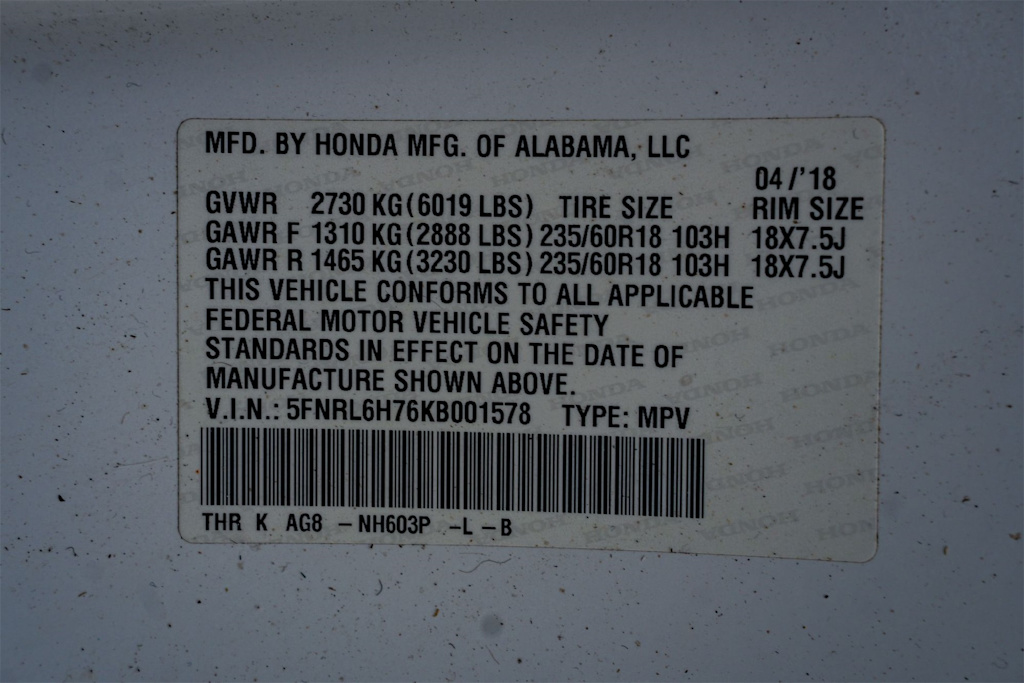 MFD. BY HONDA MFG. OF ALABAMA, LLC
04/'18
GVWR 2730 KG (6019 LBS) TIRE SIZE RIM SIZE
GAWR F 1310 KG (2888 LBS) 235/60R18 103H 18X7.5J
GAWR R 1465 KG (3230 LBS) 235/60R18 103H 18X7.5J
THIS VEHICLE CONFORMS TO ALL APPLICABLE
FEDERAL MOTOR VEHICLE SAFETY
STANDARDS IN EFFECT ON THE DATE OF
MANUFACTURE SHOWN ABOVE.
V.I.N.: 5FNRL6H76KB001578 TYPE: MPV
THR K AG8 -NH603P -L -B